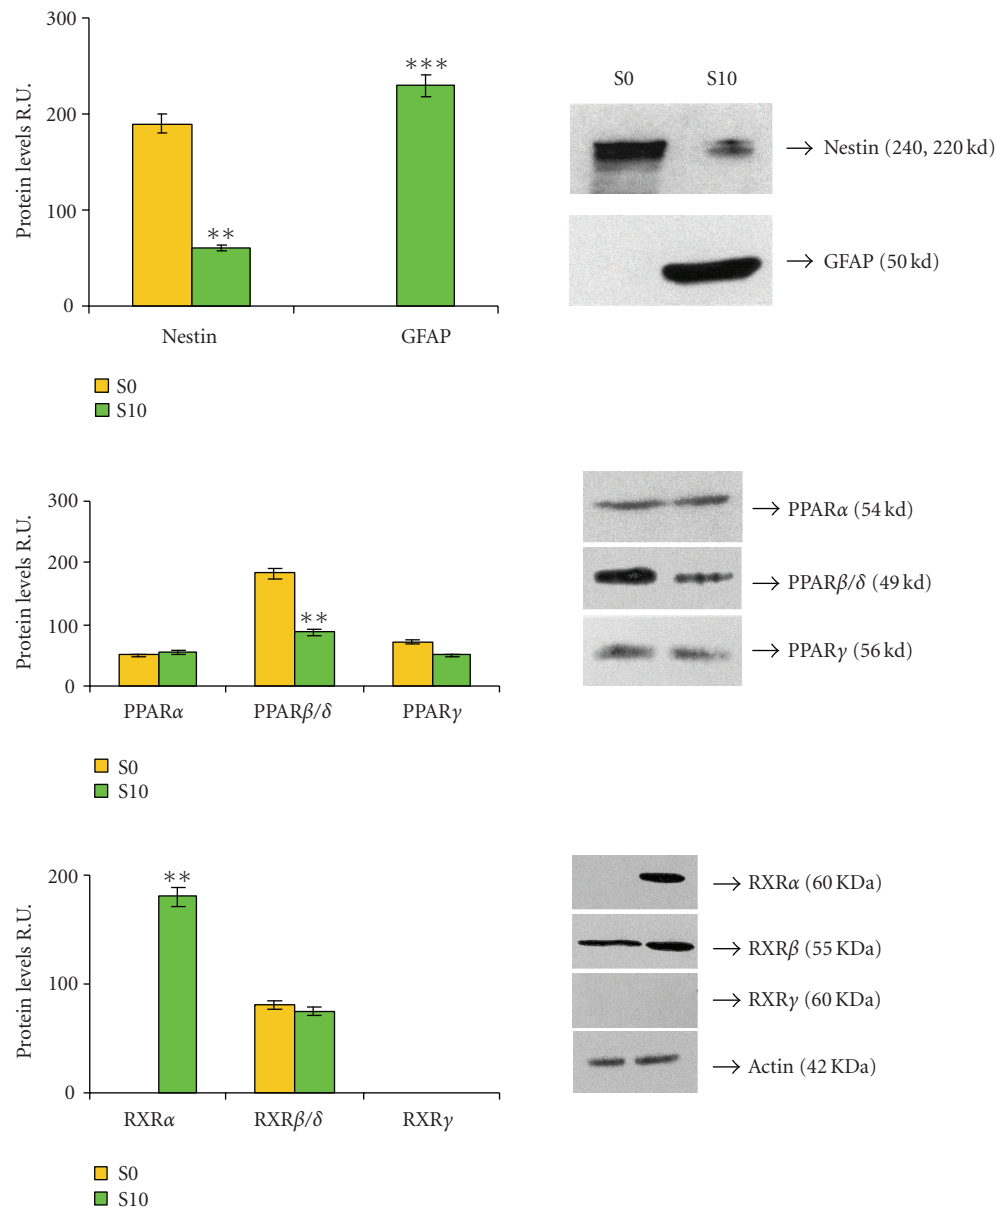 300
200
100
0
Protein levels R.U.
***
**
Nestin
GFAP
S0
S10
S0 S10
→ Nestin (240, 220 kd)
→ GFAP (50 kd)
300
200
100
0
Protein levels R.U.
**
PPARα
PPARβ/δ
PPARγ
S0
S10
→ PPARα (54 kd)
→ PPARβ/δ (49 kd)
→ PPARγ (56 kd)
200
100
0
Protein levels R.U.
**
RXRα
RXRβ/δ
RXRγ
S0
S10
→ RXRα (60 KDa)
→ RXRβ (55 KDa)
→ RXRγ (60 KDa)
→ Actin (42 KDa)